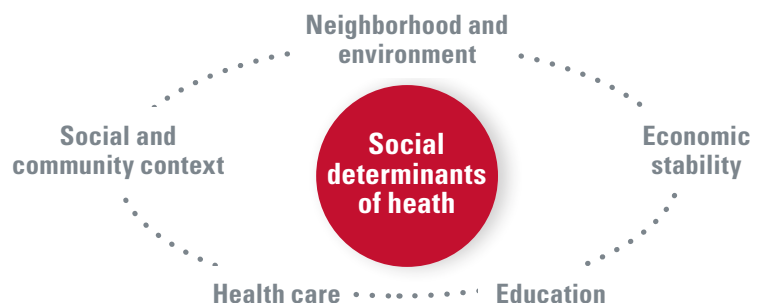 Neighborhood and
environment
Social and
community context
Social
determinants
of heath
Economic
stability
Health care
Education